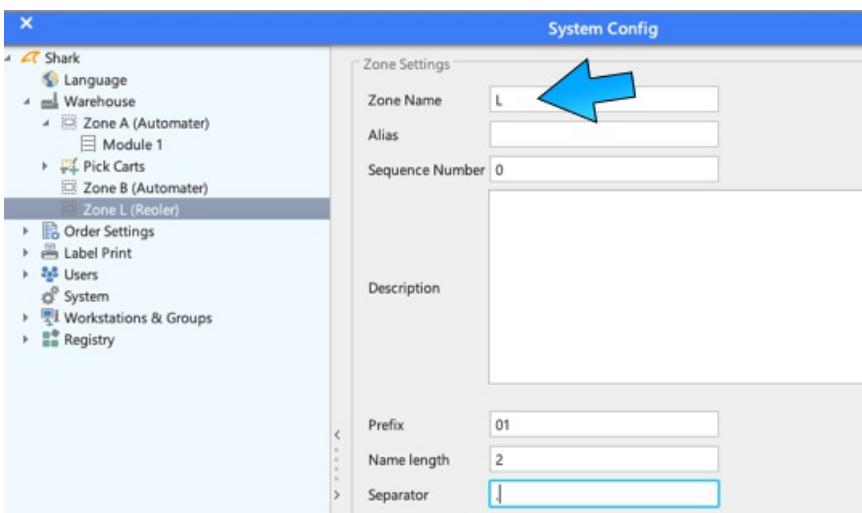 System Config
Shark
Language
Warehouse
Zone A (Automater)
Module 1
Pick Carts
Zone B (Automater)
Zone L (Reoler)
Order Settings
Label Print
Users
System
Workstations & Groups
Registry
Zone Settings
Zone Name L
Alias
Sequence Number 0
Description
Prefix 01
Name length 2
Separator .